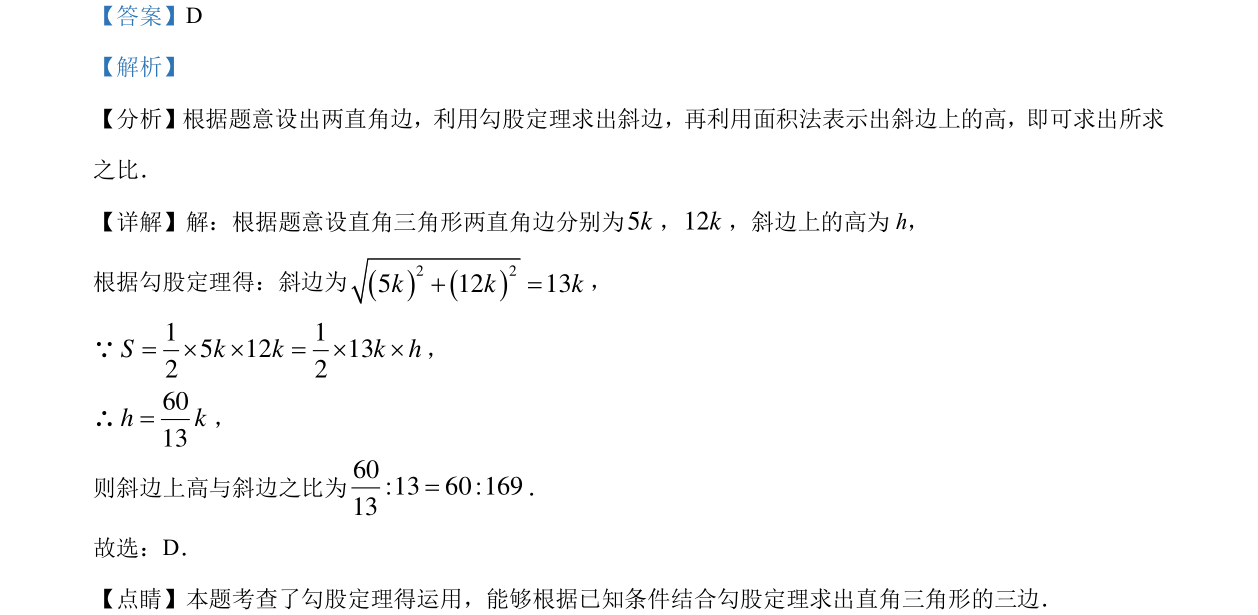 【答案】D
【解析】
【分析】根据题意设出两直角边，利用勾股定理求出斜边，再利用面积法表示出斜边上的高，即可求出所求
之比．
【详解】解：根据题意设直角三角形两直角边分别为5k，12k，斜边上的高为 h，
根据勾股定理得：斜边为√((5k)²+(12k)²)=13k，
∵S=1/2×5k×12k=1/2×13k×h，
∴h=60/13k，
则斜边上高与斜边之比为60/13:13=60:169．
故选：D．
【点睛】本题考查了勾股定理得运用，能够根据已知条件结合勾股定理求出直角三角形的三边．